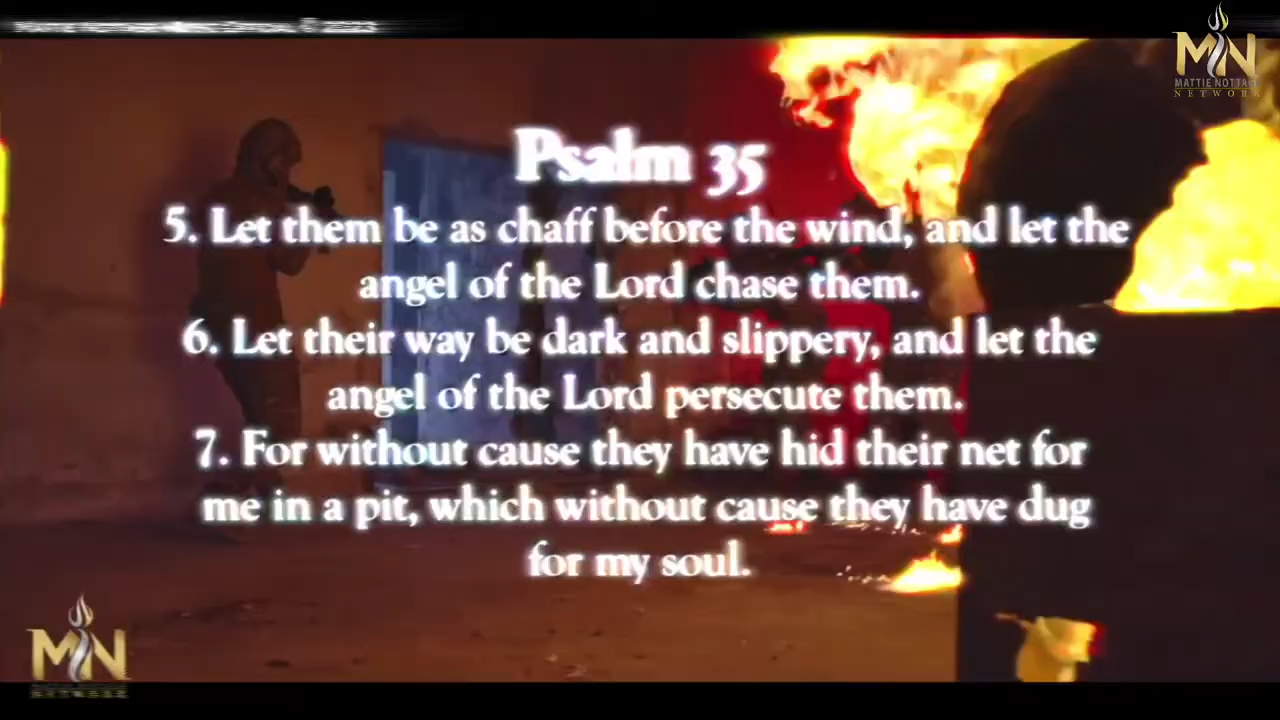 MN
MATTIE NOTTAGE
NETWORK
Psalm 35
5. Let them be as chaff before the wind, and let the
angel of the Lord chase them.
6. Let their way be dark and slippery, and let the
angel of the Lord persecute them.
7. For without cause they have hid their net for
me in a pit, which without cause they have dug
for my soul.
MN